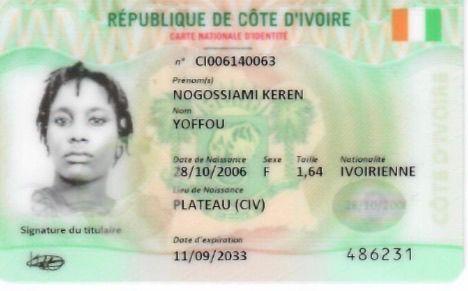 RÉPUBLIQUE DE CÔTE D'IVOIRE
CARTE NATIONALE D'IDENTITÉ
n° CI006140063
Prénom(s)
NOGOSSIAMI KEREN
Nom
YOFFOU
Date de Naissance Sexe Taille Nationalité
28/10/2006 F 1,64 IVOIRIENNE
Lieu de Naissance
PLATEAU (CIV)
Signature du titulaire
Date d'expiration
11/09/2033 486231